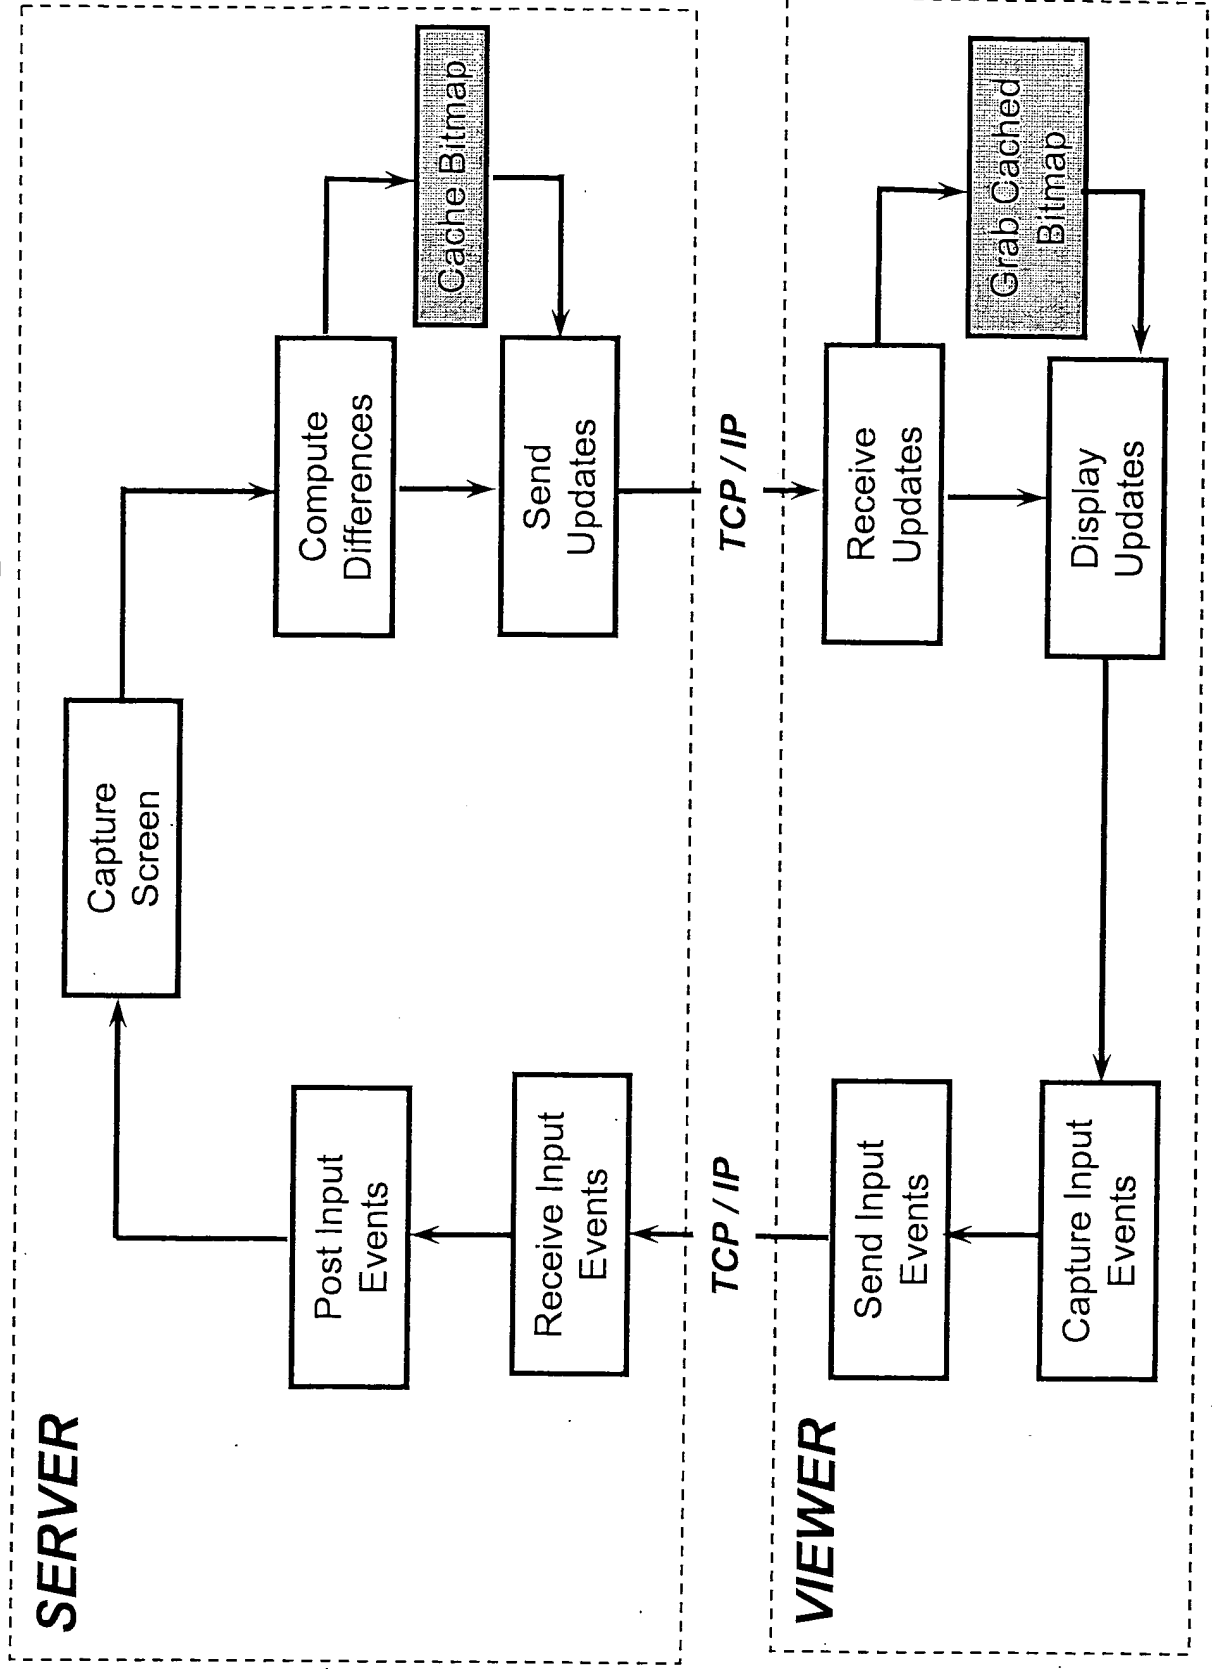 SERVER
Capture
Screen
Post Input
Events
Receive Input
Events
Compute
Differences
Cache Bitmap
Send
Updates
TCP / IP
TCP / IP
VIEWER
Receive
Updates
Grab Cached
Bitmap
Display
Updates
Send Input
Events
Capture Input
Events